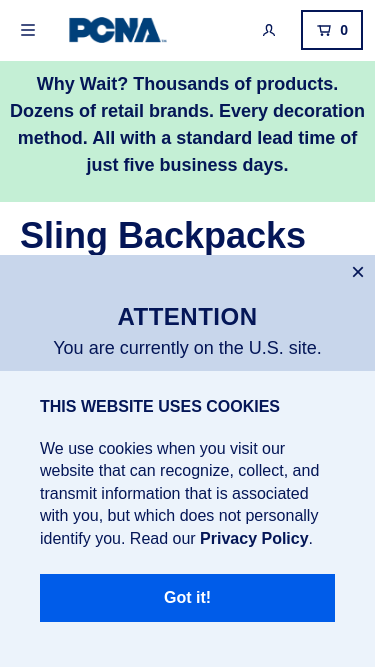 PCNA
0
Why Wait? Thousands of products.
Dozens of retail brands. Every decoration
method. All with a standard lead time of
just five business days.
Sling Backpacks
ATTENTION
You are currently on the U.S. site.
THIS WEBSITE USES COOKIES
We use cookies when you visit our
website that can recognize, collect, and
transmit information that is associated
with you, but which does not personally
identify you. Read our Privacy Policy.
Got it!